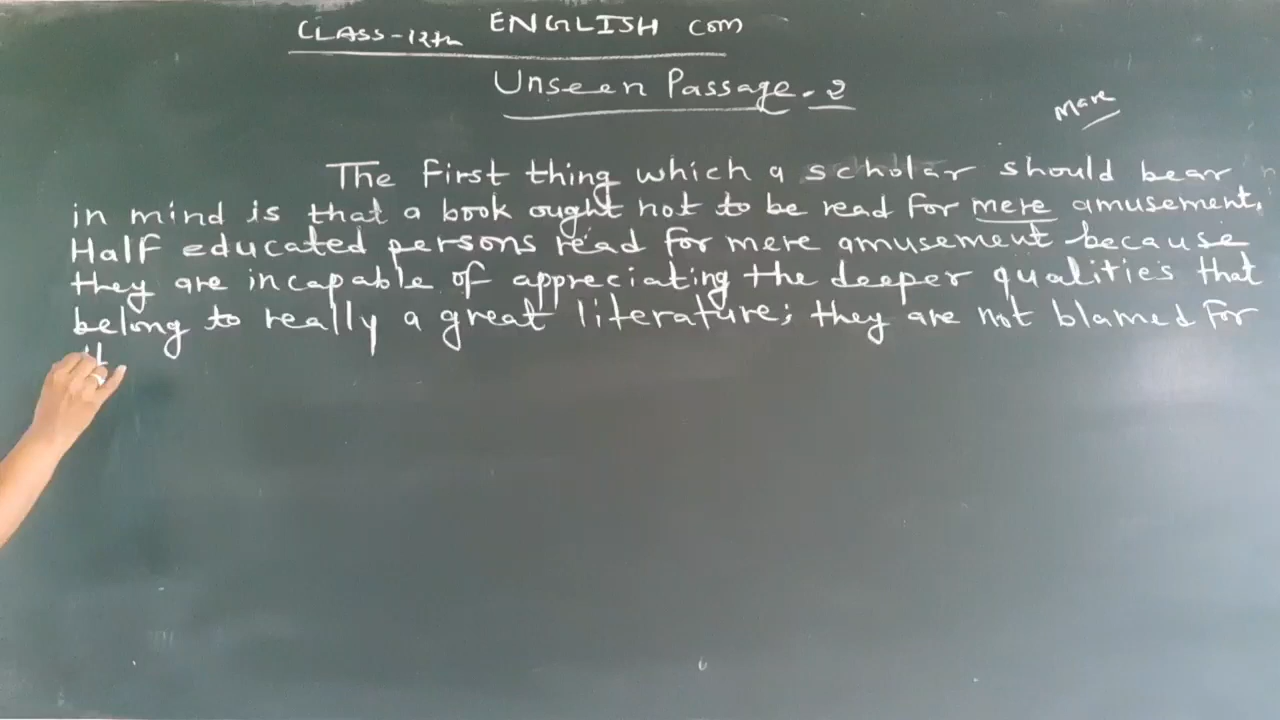 CLASS-12th ENGLISH COM
Unseen Passage-2
Mare
The first thing which a scholar should bear
in mind is that a book ought not to be read for mere amusement.
Half educated persons read for mere amusement because
they are incapable of appreciating the deeper qualities that
belong to really a great literature; they are not blamed for